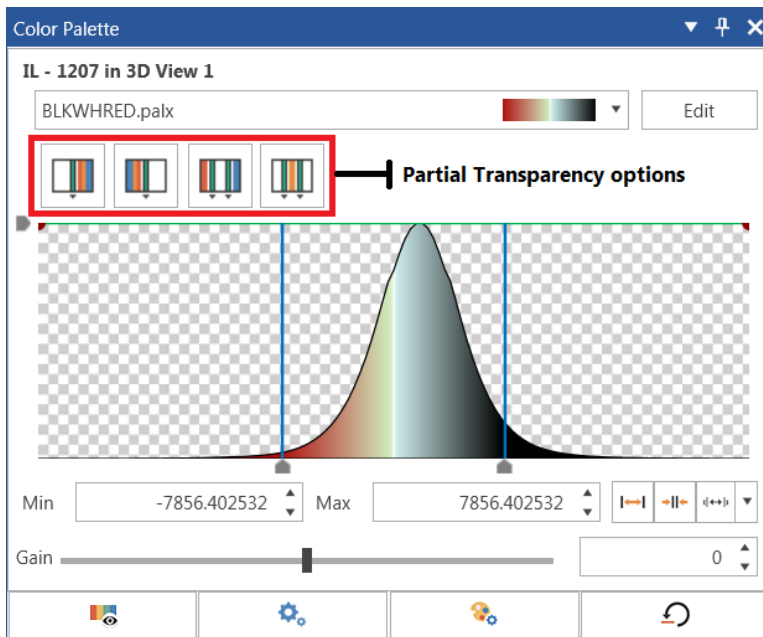 Color Palette
IL - 1207 in 3D View 1
BLKWHRED.palx
Edit
Partial Transparency options
Min -7856.402532 Max 7856.402532
Gain 0